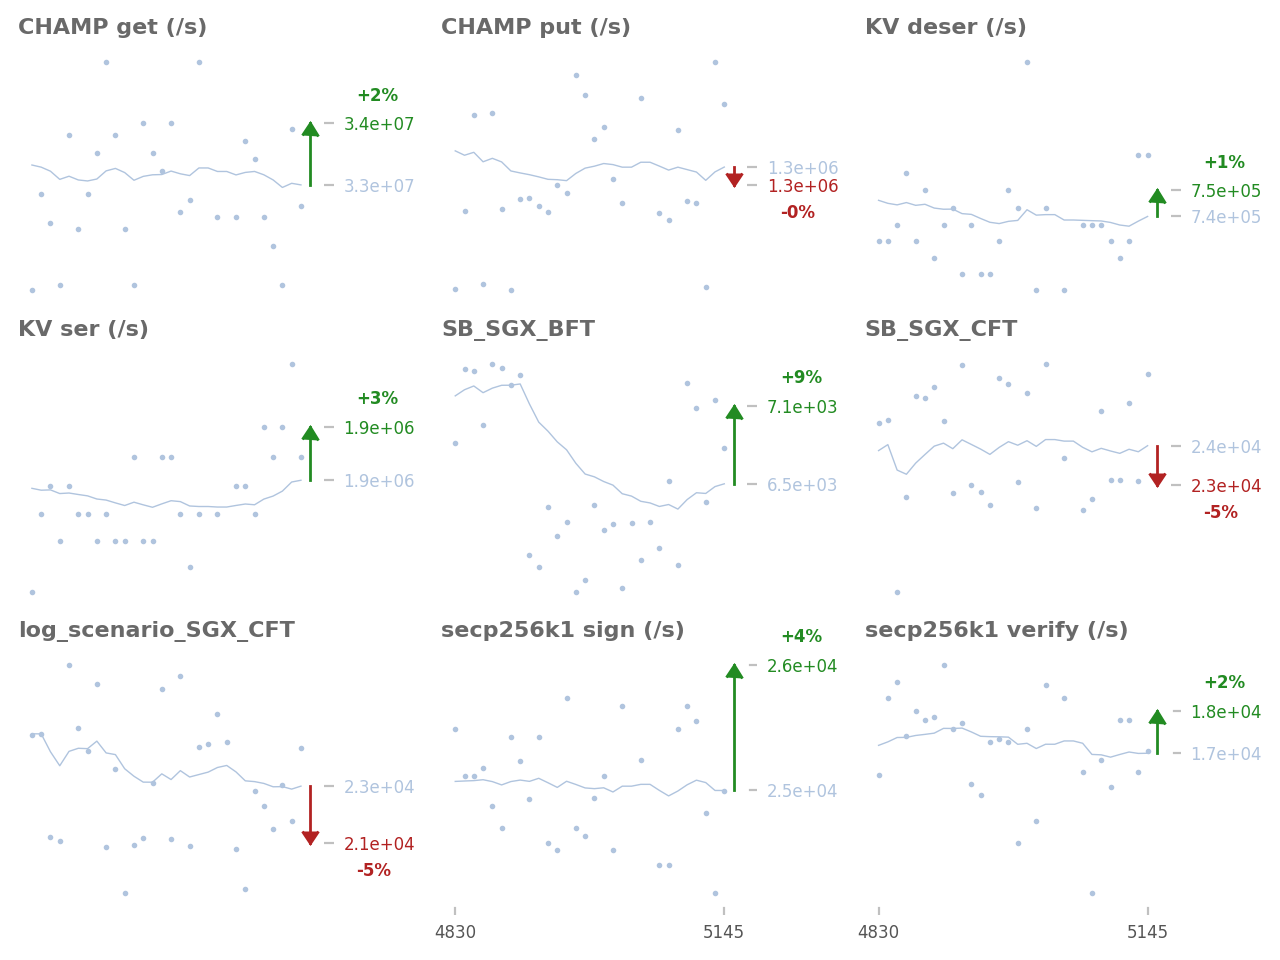 CHAMP get (/s)
+2%
3.4e+07
3.3e+07
CHAMP put (/s)
1.3e+06
1.3e+06
-0%
KV deser (/s)
+1%
7.5e+05
7.4e+05
KV ser (/s)
+3%
1.9e+06
1.9e+06
SB_SGX_BFT
+9%
7.1e+03
6.5e+03
SB_SGX_CFT
2.4e+04
2.3e+04
-5%
log_scenario_SGX_CFT
2.3e+04
2.1e+04
-5%
secp256k1 sign (/s)
+4%
2.6e+04
2.5e+04
4830 5145
secp256k1 verify (/s)
+2%
1.8e+04
1.7e+04
4830 5145